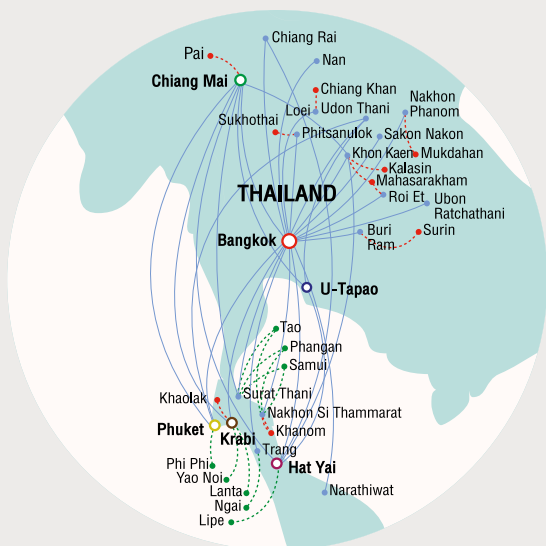 Chiang Rai
Pai
Nan
Chiang Mai
Chiang Khan
Nakhon
Phanom
Loei
Udon Thani
Sukhothai
Phitsanulok
Sakon Nakon
Khon Kaen
Mukdahan
Kalasin
Mahasarakham
THAILAND
Roi Et
Ubon
Ratchathani
Bangkok
Buri
Ram
Surin
U-Tapao
Tao
Phangan
Samui
Khaolak
Surat Thani
Nakhon Si Thammarat
Phuket
Krabi
Khanom
Trang
Phi Phi
Hat Yai
Yao Noi
Lanta
Narathiwat
Ngai
Lipe